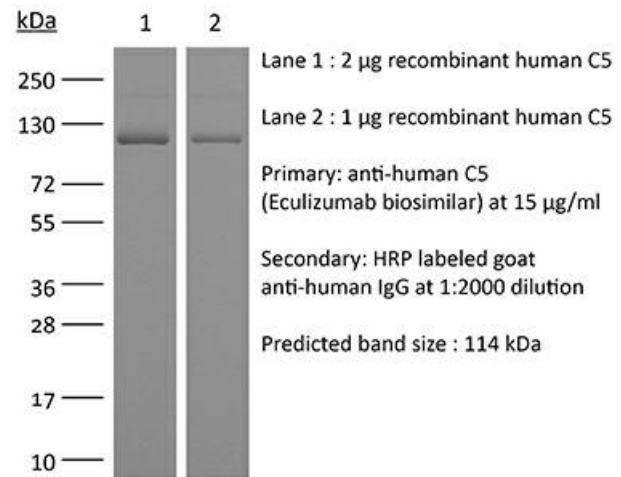 kDa
1 2
250
130
72
55
36
28
17
10
Lane 1 : 2 µg recombinant human C5
Lane 2 : 1 µg recombinant human C5
Primary: anti-human C5
(Eculizumab biosimilar) at 15 µg/ml
Secondary: HRP labeled goat
anti-human IgG at 1:2000 dilution
Predicted band size : 114 kDa